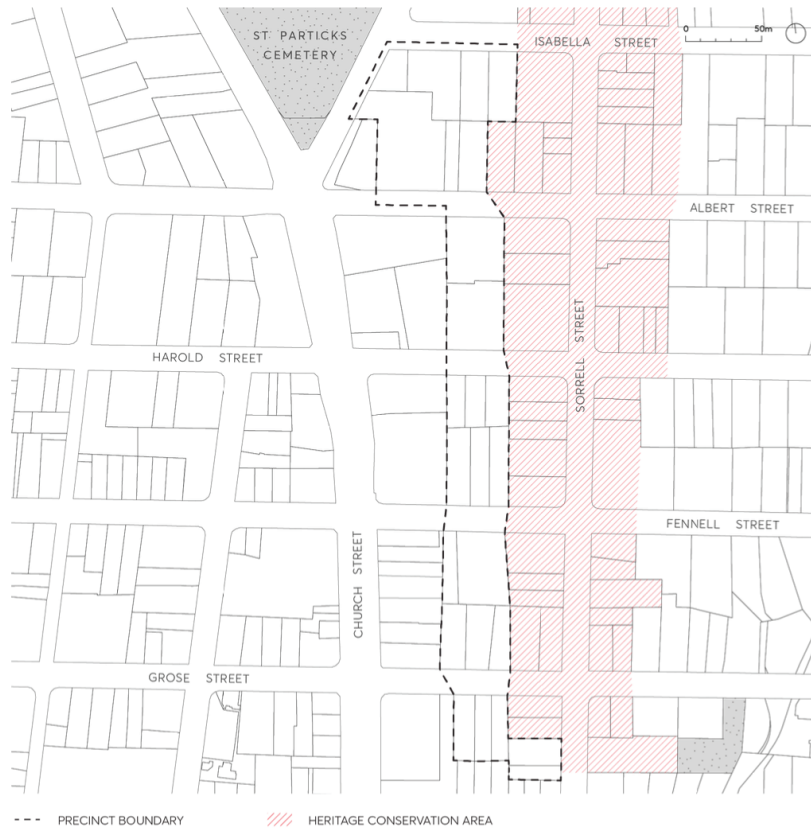 ST. PARTICKS
CEMETERY
ISABELLA STREET
0 50m
ALBERT STREET
HAROLD STREET
SORRELL STREET
FENNELL STREET
CHURCH STREET
GROSE STREET
PRECINCT BOUNDARY
HERITAGE CONSERVATION AREA